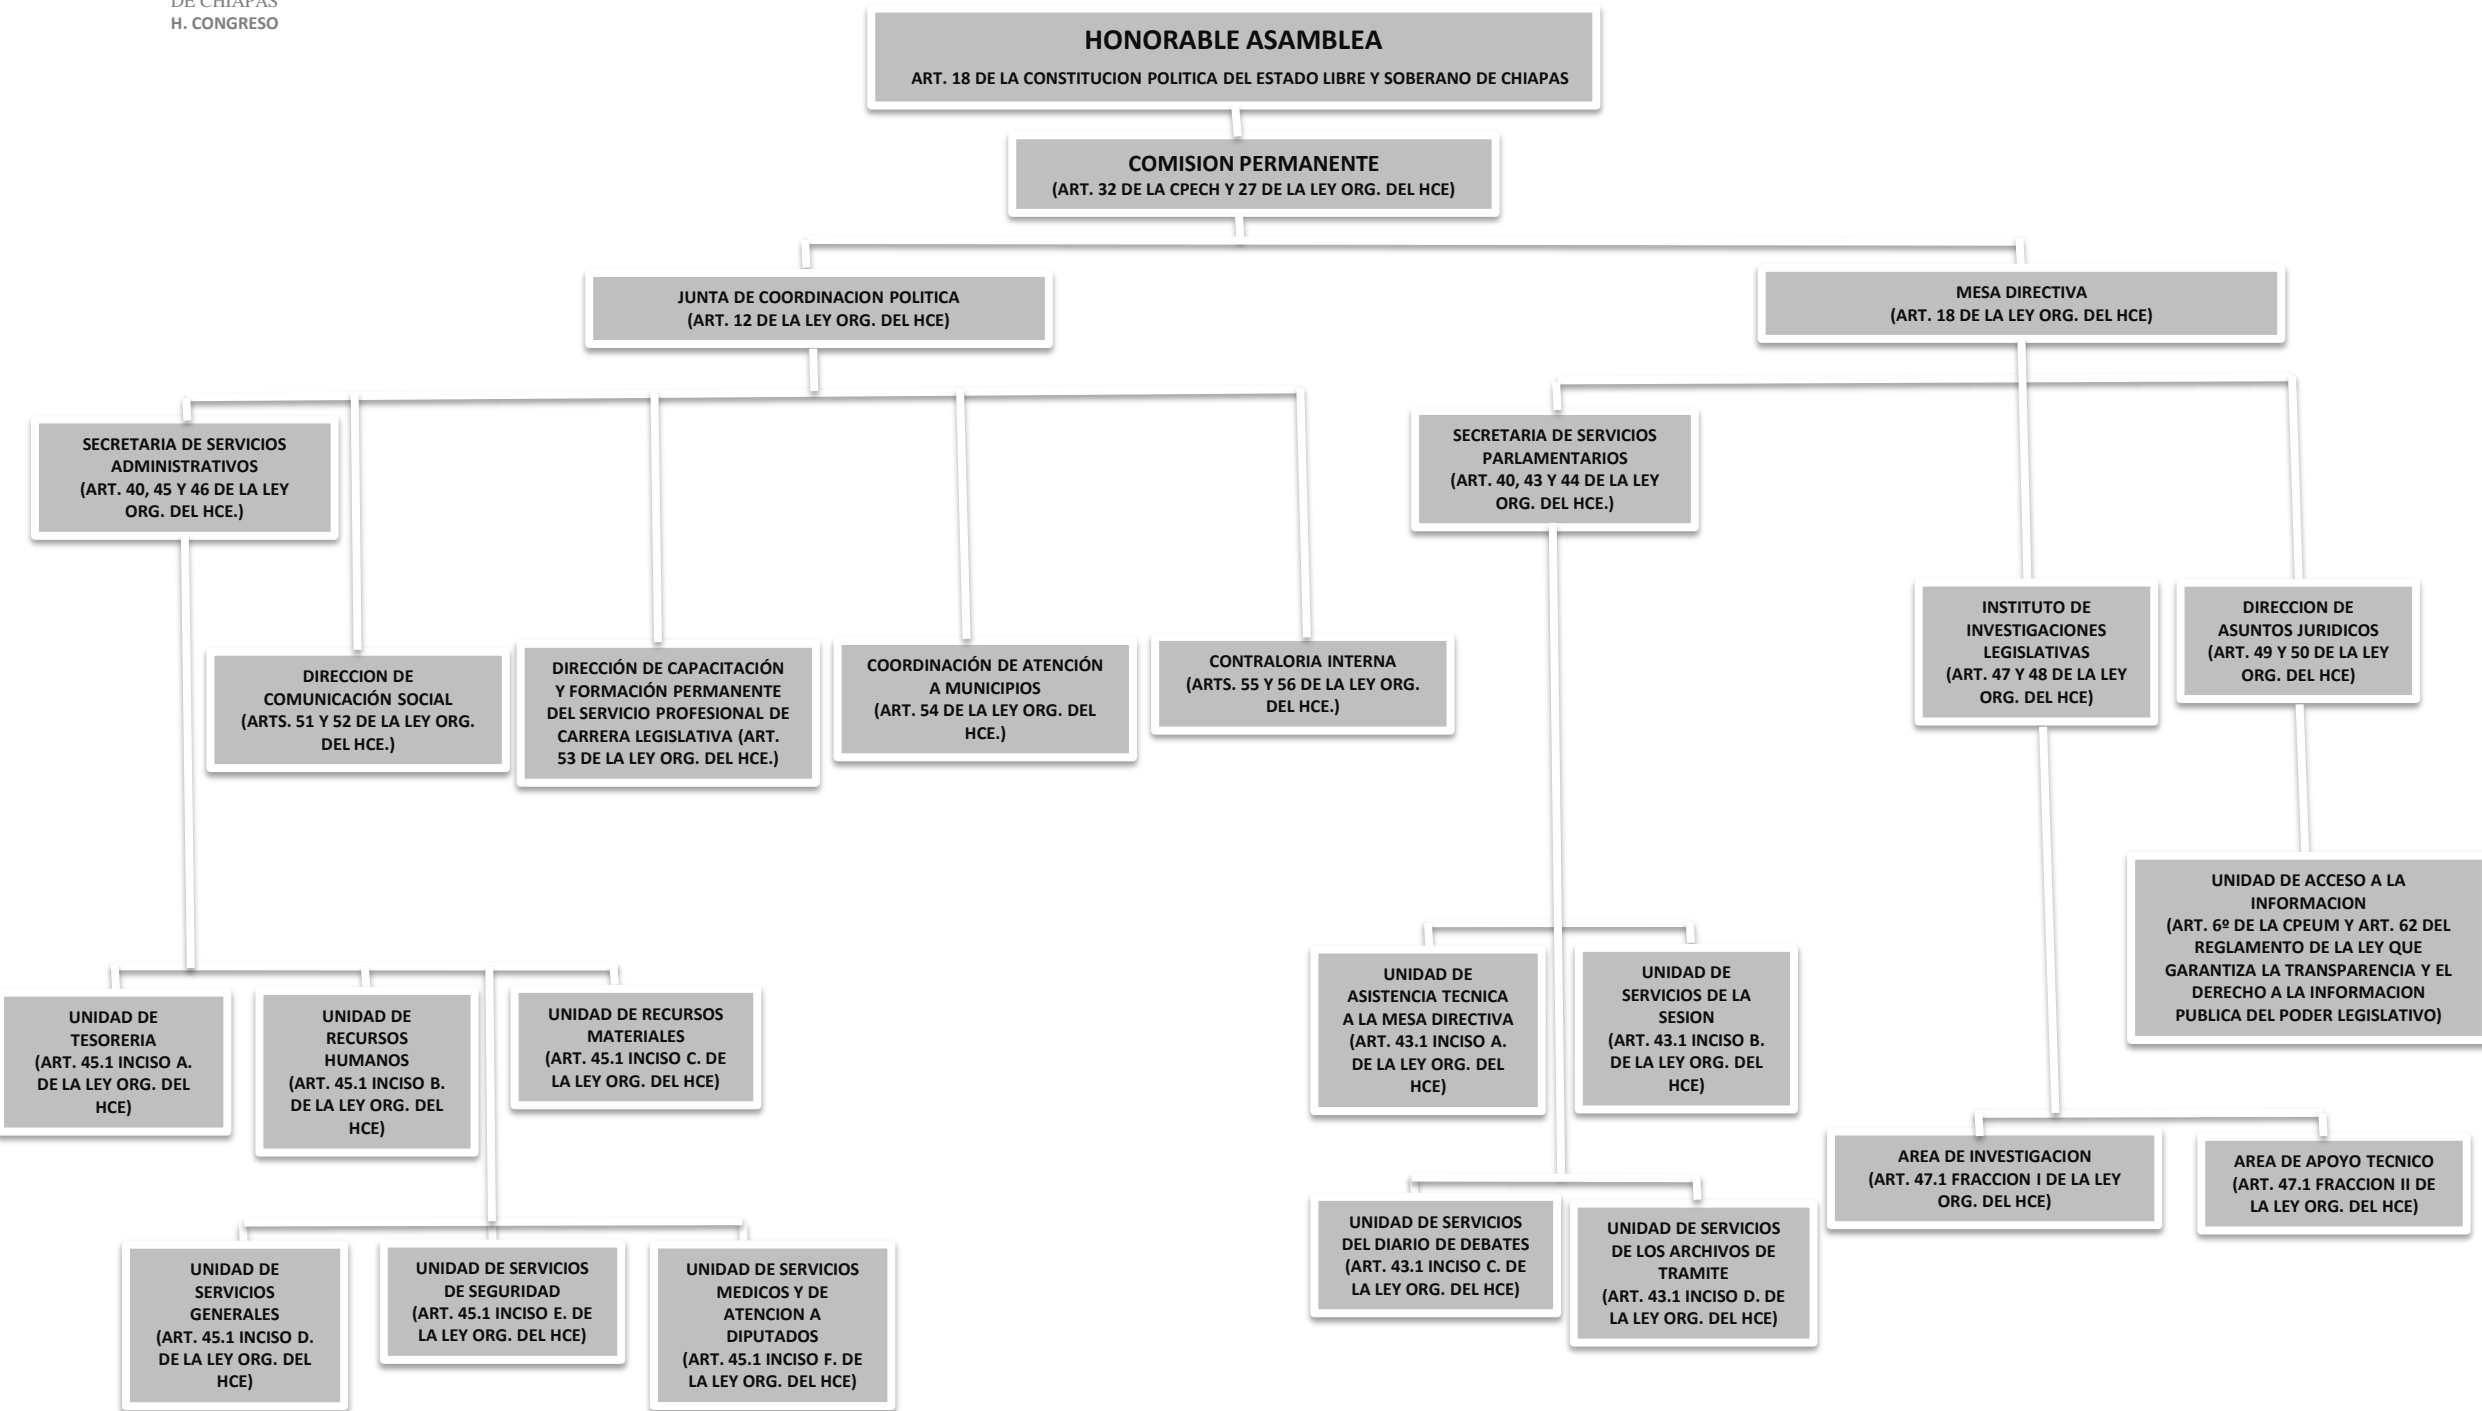 DE CHIAPAS
H. CONGRESO
HONORABLE ASAMBLEA
ART. 18 DE LA CONSTITUCION POLITICA DEL ESTADO LIBRE Y SOBERANO DE CHIAPAS
COMISION PERMANENTE
(ART. 32 DE LA CPECH Y 27 DE LA LEY ORG. DEL HCE)
JUNTA DE COORDINACION POLITICA
(ART. 12 DE LA LEY ORG. DEL HCE)
MESA DIRECTIVA
(ART. 18 DE LA LEY ORG. DEL HCE)
SECRETARIA DE SERVICIOS
ADMINISTRATIVOS
(ART. 40, 45 Y 46 DE LA LEY
ORG. DEL HCE.)
SECRETARIA DE SERVICIOS
PARLAMENTARIOS
(ART. 40, 43 Y 44 DE LA LEY
ORG. DEL HCE.)
DIRECCION DE
COMUNICACIÓN SOCIAL
(ARTS. 51 Y 52 DE LA LEY ORG.
DEL HCE.)
DIRECCIÓN DE CAPACITACIÓN
Y FORMACIÓN PERMANENTE
DEL SERVICIO PROFESIONAL DE
CARRERA LEGISLATIVA (ART.
53 DE LA LEY ORG. DEL HCE.)
COORDINACIÓN DE ATENCIÓN
A MUNICIPIOS
(ART. 54 DE LA LEY ORG. DEL
HCE.)
CONTRALORIA INTERNA
(ARTS. 55 Y 56 DE LA LEY ORG.
DEL HCE.)
INSTITUTO DE
INVESTIGACIONES
LEGISLATIVAS
(ART. 47 Y 48 DE LA LEY
ORG. DEL HCE)
DIRECCION DE
ASUNTOS JURIDICOS
(ART. 49 Y 50 DE LA LEY
ORG. DEL HCE)
UNIDAD DE ACCESO A LA
INFORMACION
(ART. 6º DE LA CPEUM Y ART. 62 DEL
REGLAMENTO DE LA LEY QUE
GARANTIZA LA TRANSPARENCIA Y EL
DERECHO A LA INFORMACION
PUBLICA DEL PODER LEGISLATIVO)
UNIDAD DE
TESORERIA
(ART. 45.1 INCISO A.
DE LA LEY ORG. DEL
HCE)
UNIDAD DE
RECURSOS
HUMANOS
(ART. 45.1 INCISO B.
DE LA LEY ORG. DEL
HCE)
UNIDAD DE RECURSOS
MATERIALES
(ART. 45.1 INCISO C. DE
LA LEY ORG. DEL HCE)
UNIDAD DE
ASISTENCIA TECNICA
A LA MESA DIRECTIVA
(ART. 43.1 INCISO A.
DE LA LEY ORG. DEL
HCE)
UNIDAD DE
SERVICIOS DE LA
SESION
(ART. 43.1 INCISO B.
DE LA LEY ORG. DEL
HCE)
AREA DE INVESTIGACION
(ART. 47.1 FRACCION I DE LA LEY
ORG. DEL HCE)
AREA DE APOYO TECNICO
(ART. 47.1 FRACCION II DE
LA LEY ORG. DEL HCE)
UNIDAD DE
SERVICIOS
GENERALES
(ART. 45.1 INCISO D.
DE LA LEY ORG. DEL
HCE)
UNIDAD DE SERVICIOS
DE SEGURIDAD
(ART. 45.1 INCISO E. DE
LA LEY ORG. DEL HCE)
UNIDAD DE SERVICIOS
MEDICOS Y DE
ATENCION A
DIPUTADOS
(ART. 45.1 INCISO F. DE
LA LEY ORG. DEL HCE)
UNIDAD DE SERVICIOS
DEL DIARIO DE DEBATES
(ART. 43.1 INCISO C. DE
LA LEY ORG. DEL HCE)
UNIDAD DE SERVICIOS
DE LOS ARCHIVOS DE
TRAMITE
(ART. 43.1 INCISO D. DE
LA LEY ORG. DEL HCE)